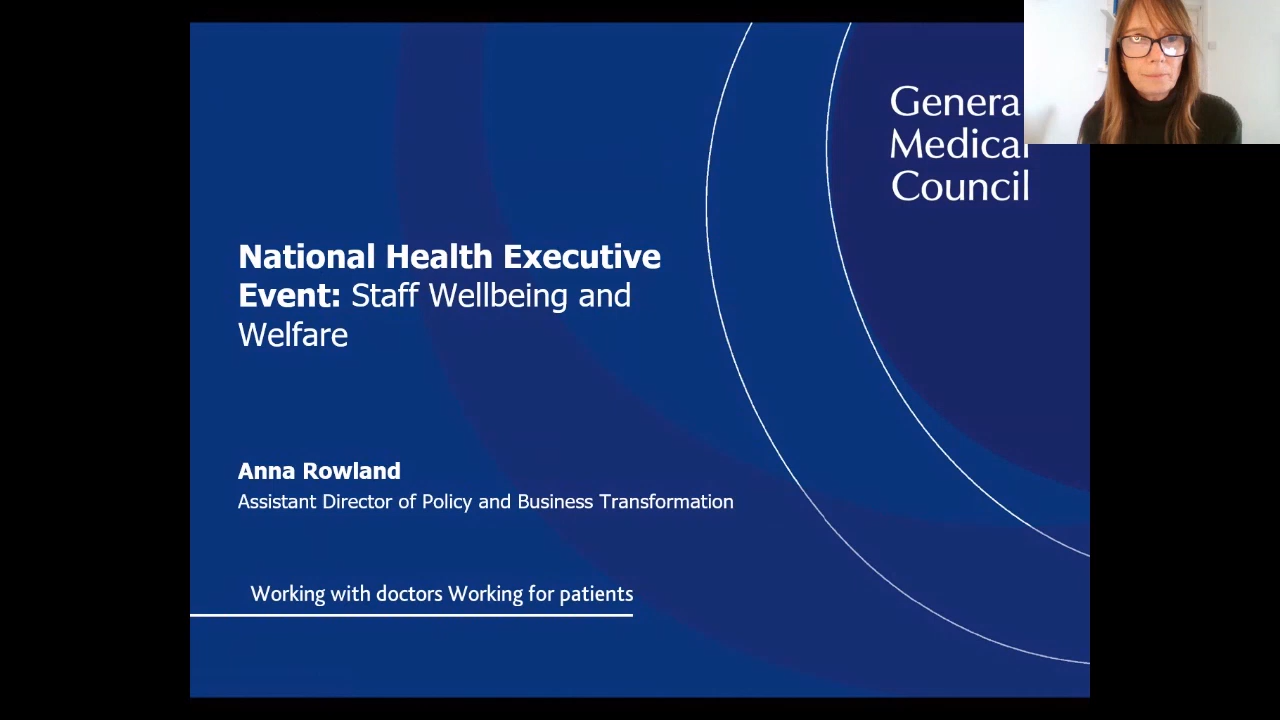 Genera
Medical
Council
National Health Executive
Event: Staff Wellbeing and
Welfare
Anna Rowland
Assistant Director of Policy and Business Transformation
Working with doctors Working for patients